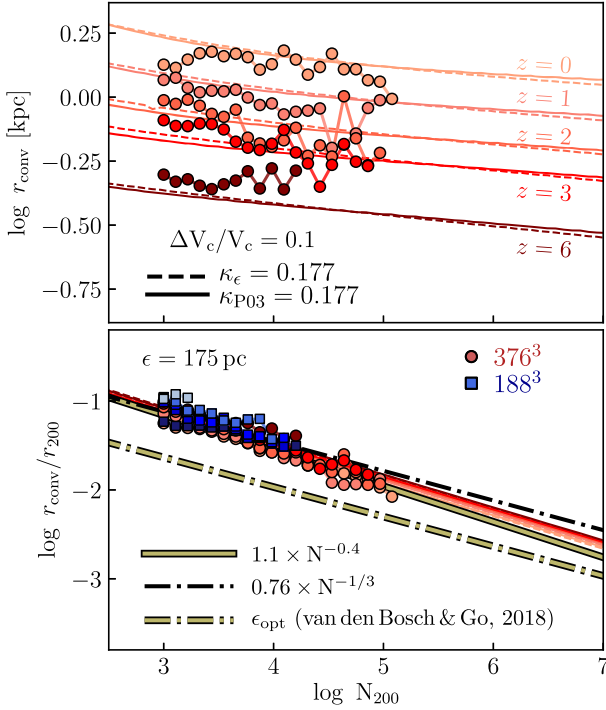 0.25
0.00
−0.25
−0.50
−0.75
log r_conv [kpc]
z = 0
z = 1
z = 2
z = 3
z = 6
ΔV_c/V_c = 0.1
κ_ϵ = 0.177
κ_P03 = 0.177
ϵ = 175 pc
376³
188³
−1
−2
−3
log r_conv/r_200
1.1 × N^−0.4
0.76 × N^−1/3
ϵ_opt (van den Bosch & Go, 2018)
3 4 5 6 7
log N_200